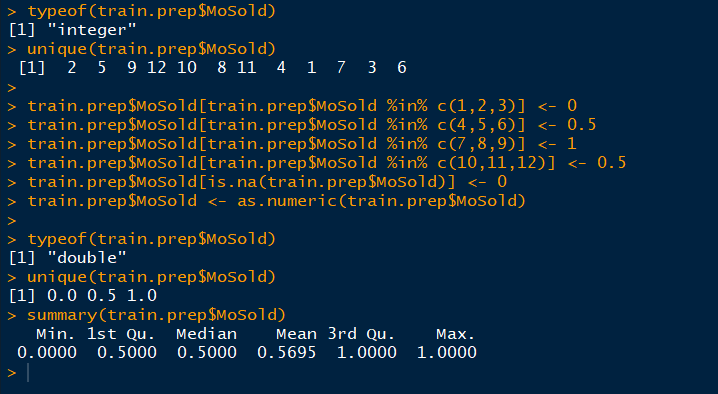 > typeof(train.prep$MoSold)
[1] "integer"
> unique(train.prep$MoSold)
 [1]  2  5  9 12 10  8 11  4  1  7  3  6
>
> train.prep$MoSold[train.prep$MoSold %in% c(1,2,3)] <- 0
> train.prep$MoSold[train.prep$MoSold %in% c(4,5,6)] <- 0.5
> train.prep$MoSold[train.prep$MoSold %in% c(7,8,9)] <- 1
> train.prep$MoSold[train.prep$MoSold %in% c(10,11,12)] <- 0.5
> train.prep$MoSold[is.na(train.prep$MoSold)] <- 0
> train.prep$MoSold <- as.numeric(train.prep$MoSold)
>
> typeof(train.prep$MoSold)
[1] "double"
> unique(train.prep$MoSold)
[1] 0.0 0.5 1.0
> summary(train.prep$MoSold)
   Min. 1st Qu.  Median    Mean 3rd Qu.    Max.
 0.0000  0.5000  0.5000  0.5695  1.0000  1.0000
>